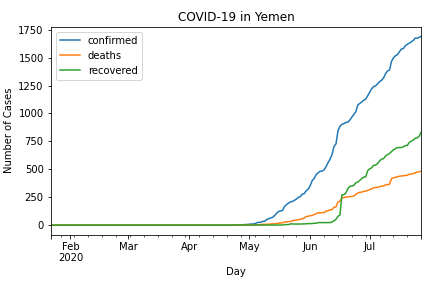 COVID-19 in Yemen
confirmed
deaths
recovered
Number of Cases
1750
1500
1250
1000
750
500
250
0
Feb
2020
Mar
Apr
May
Jun
Jul
Day